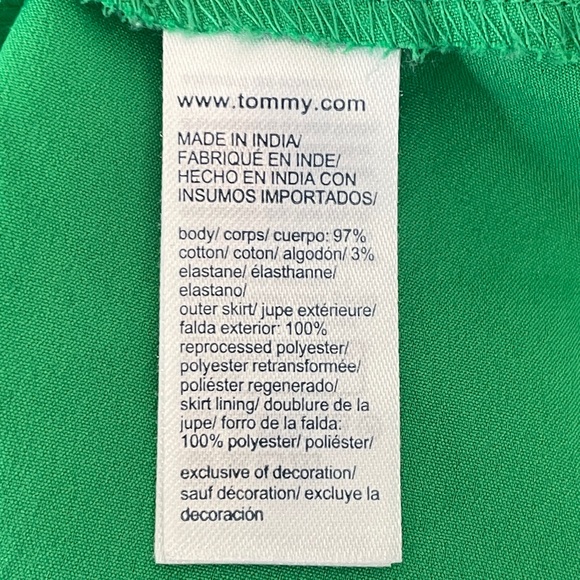 www.tommy.com
MADE IN INDIA/
FABRIQUÉ EN INDE/
HECHO EN INDIA CON
INSUMOS IMPORTADOS/
body/ corps/ cuerpo: 97%
cotton/ coton/ algodón/ 3%
elastane/ élasthanne/
elastano/
outer skirt/ jupe extérieure/
falda exterior: 100%
reprocessed polyester/
polyester retransformée/
poliéster regenerado/
skirt lining/ doublure de la
jupe/ forro de la falda:
100% polyester/ poliéster/
exclusive of decoration/
sauf décoration/ excluye la
decoración